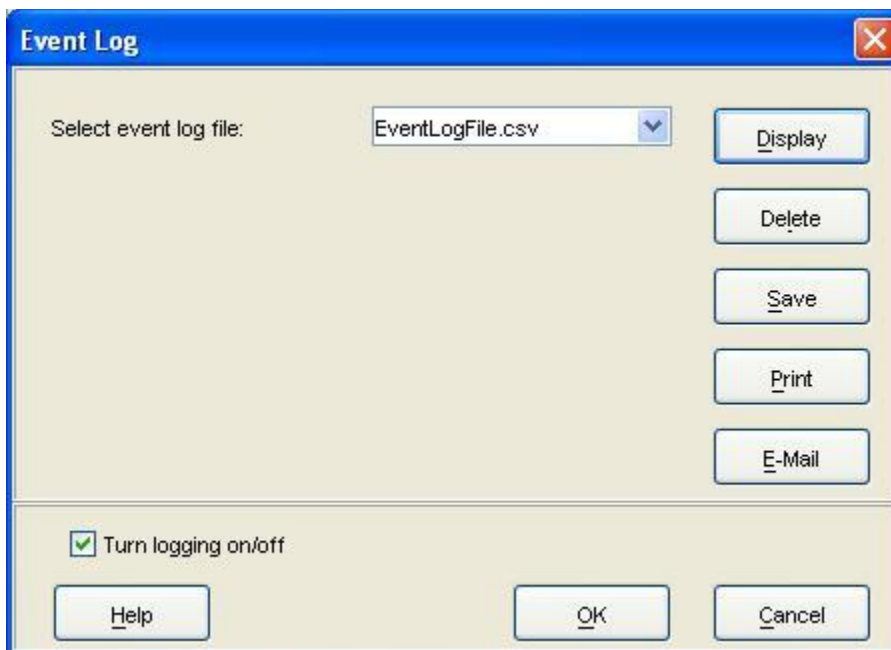 Event Log
Select event log file: EventLogFile.csv
Display
Delete
Save
Print
E-Mail
Turn logging on/off
Help OK Cancel